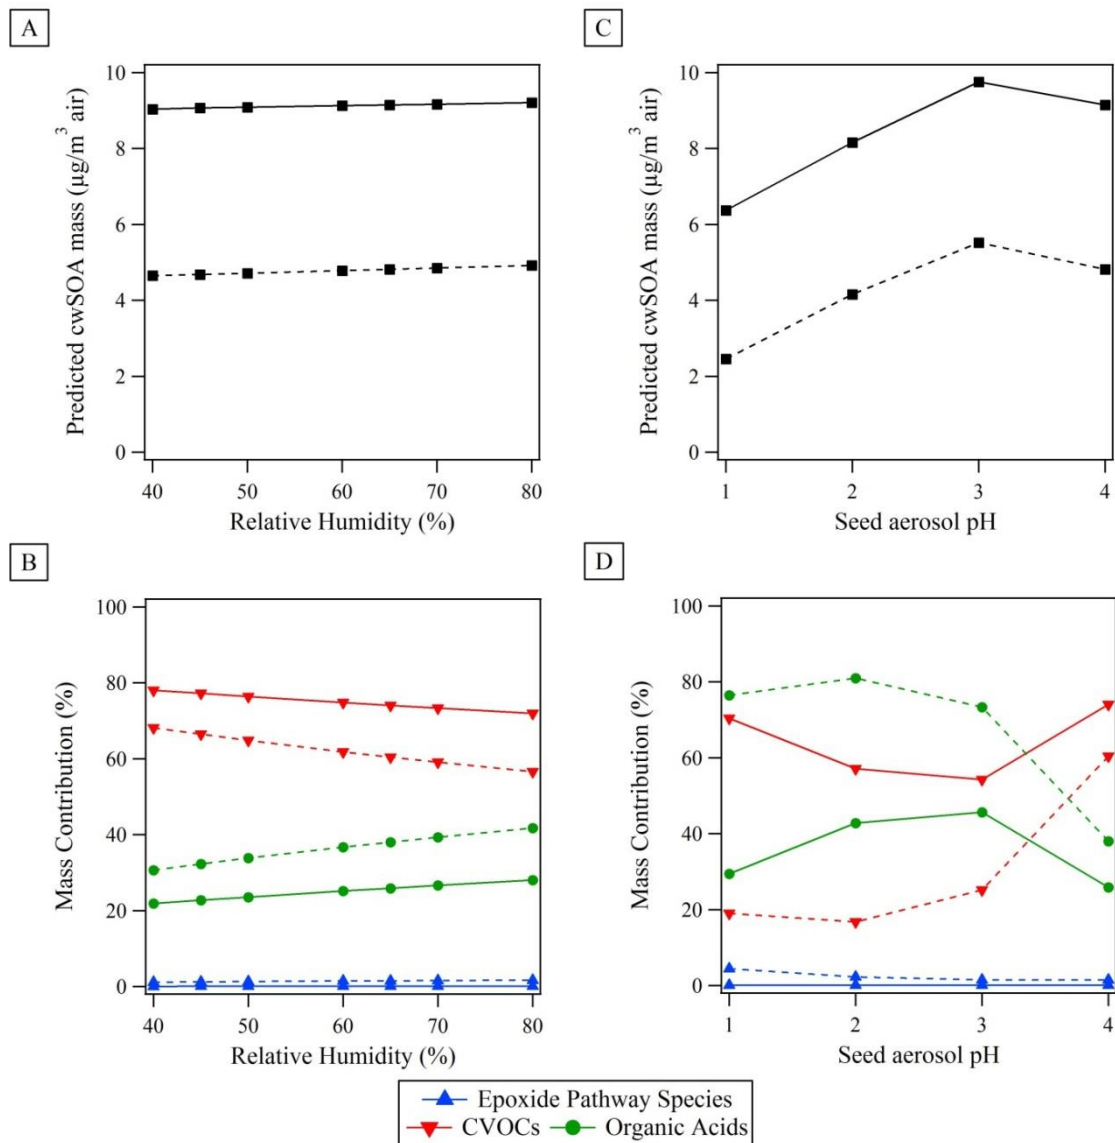 A
Predicted cwSOA mass (µg/m³ air)
10
8
6
4
2
0
40
50
60
70
80
Relative Humidity (%)
C
Predicted cwSOA mass (µg/m³ air)
10
8
6
4
2
0
1
2
3
4
Seed aerosol pH
B
Mass Contribution (%)
100
80
60
40
20
0
40
50
60
70
80
Relative Humidity (%)
D
Mass Contribution (%)
100
80
60
40
20
0
1
2
3
4
Seed aerosol pH
Epoxide Pathway Species
CVOCs
Organic Acids